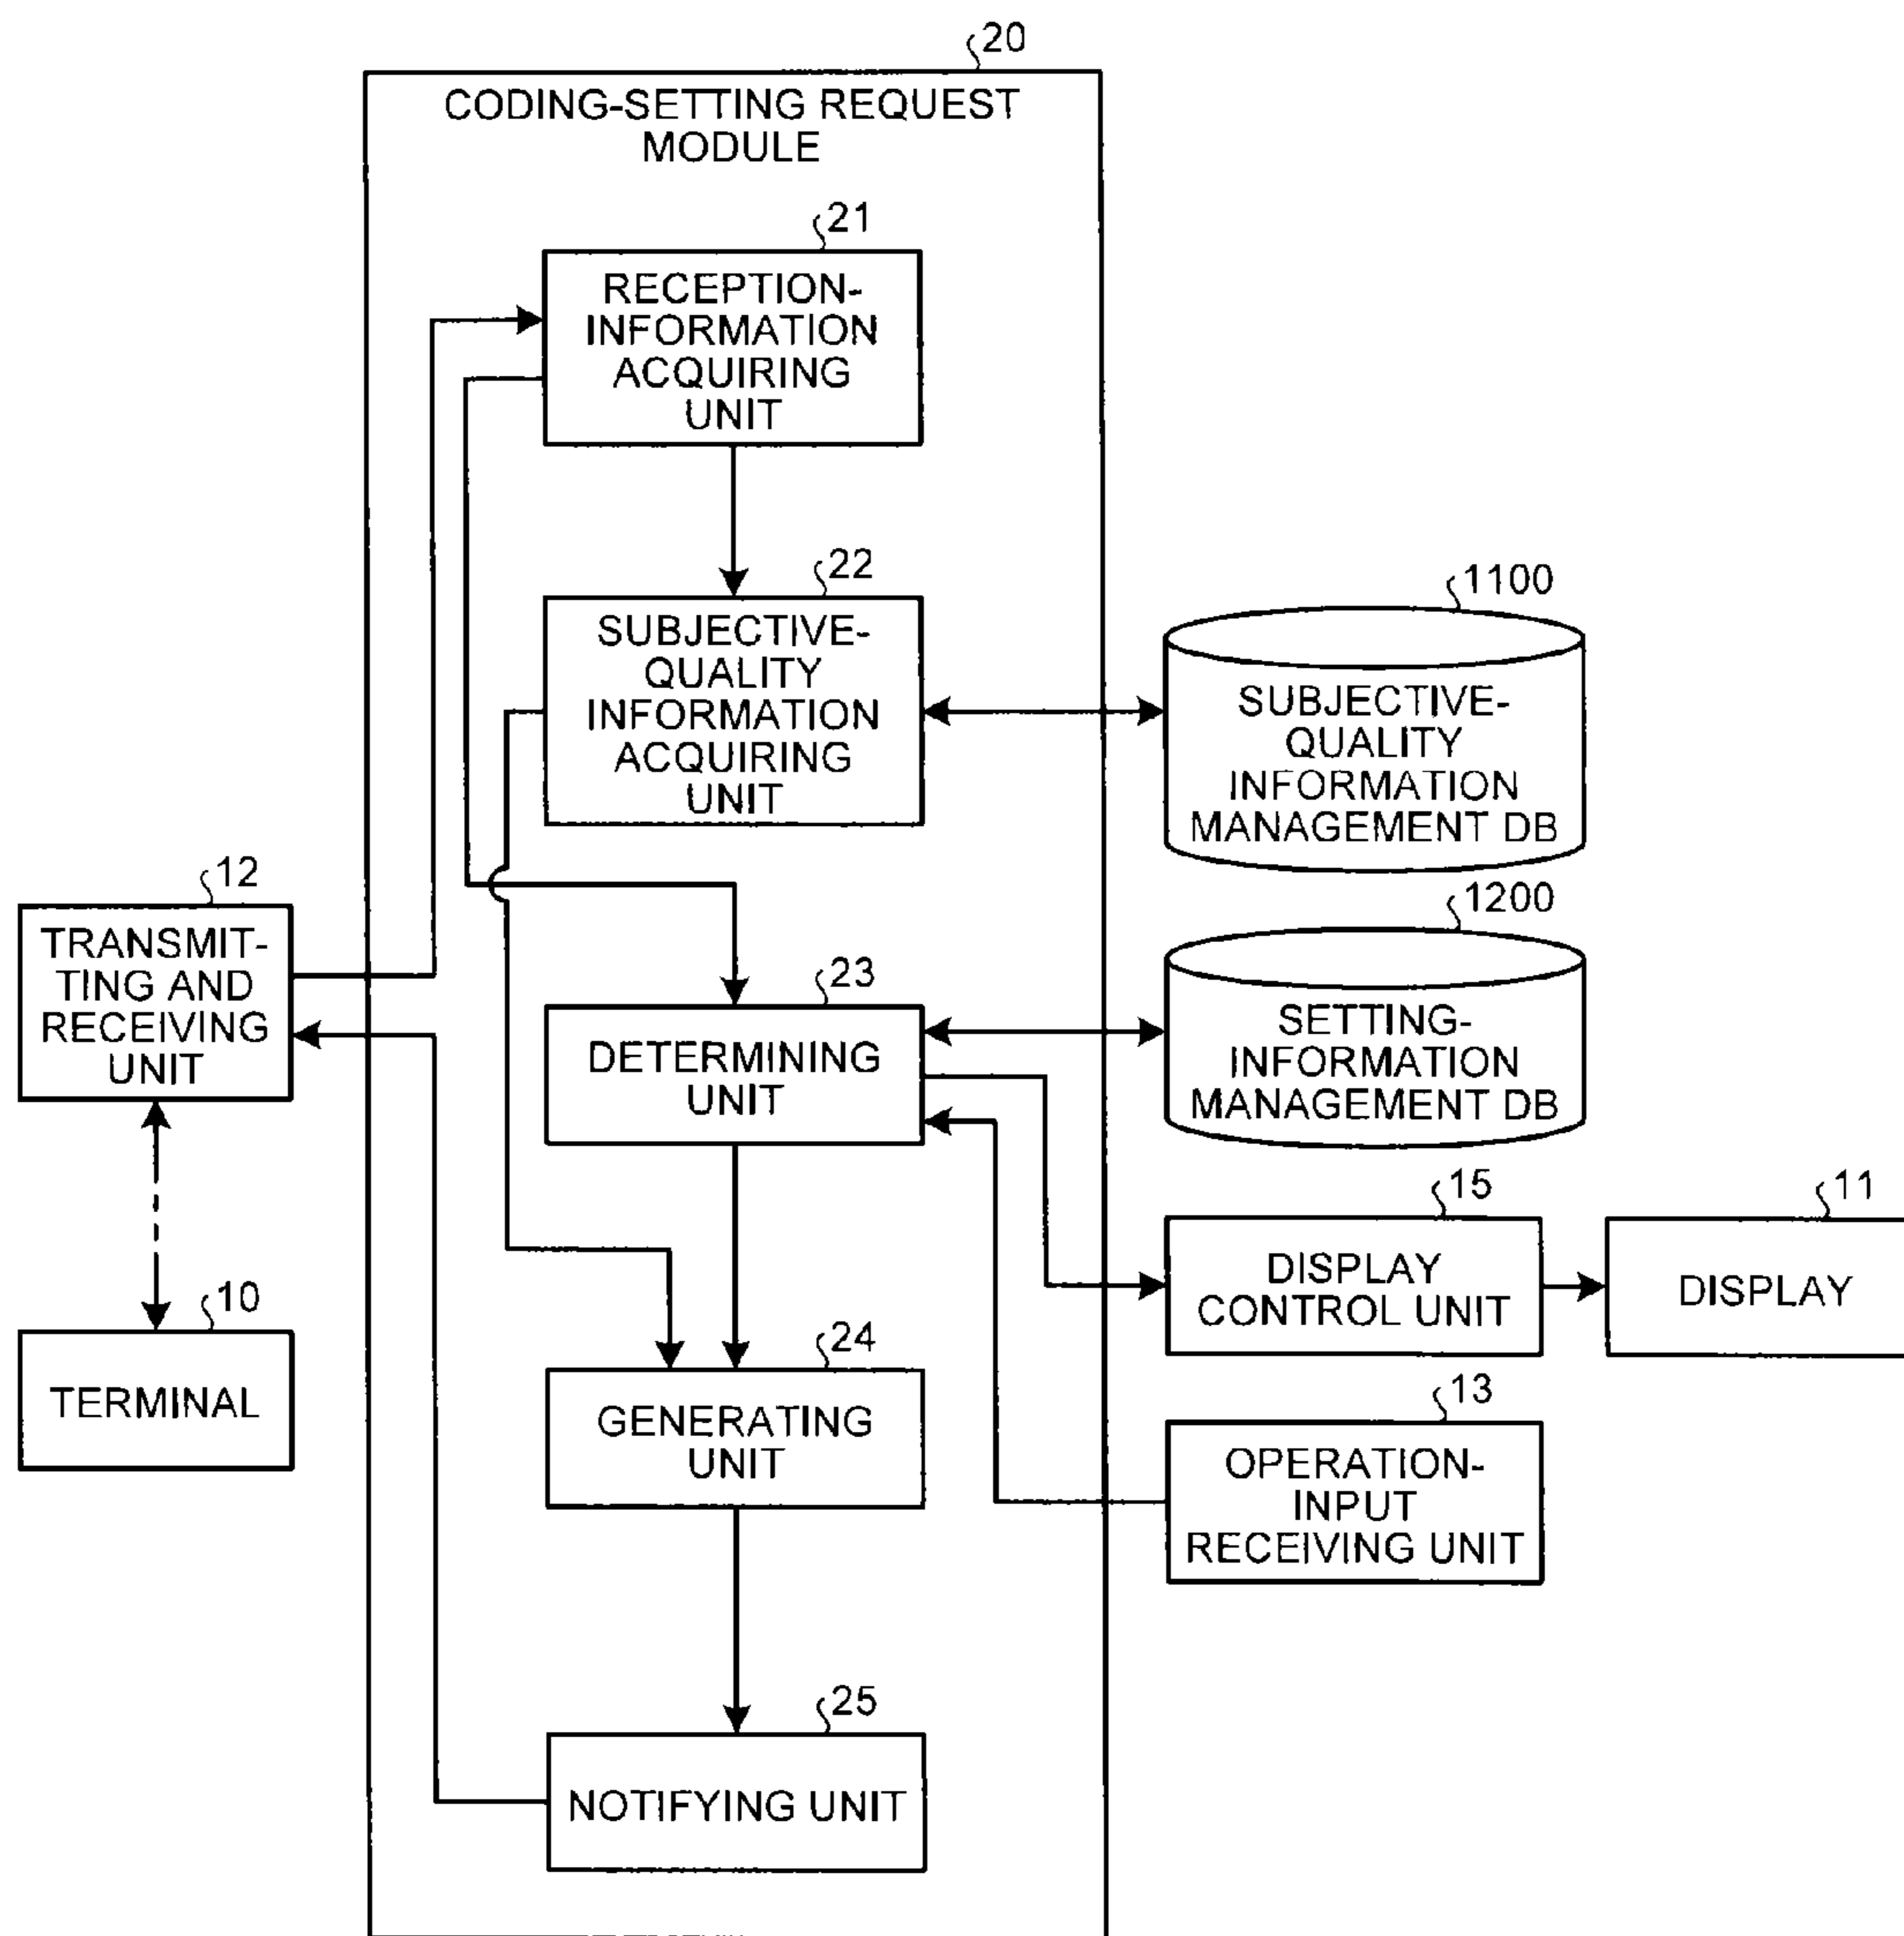 20
CODING-SETTING REQUEST
MODULE
21
RECEPTION-
INFORMATION
ACQUIRING
UNIT
22
SUBJECTIVE-
QUALITY
INFORMATION
ACQUIRING
UNIT
1100
SUBJECTIVE-
QUALITY
INFORMATION
MANAGEMENT DB
12
TRANSMIT-
TING AND
RECEIVING
UNIT
1200
SETTING-
INFORMATION
MANAGEMENT DB
23
DETERMINING
UNIT
15
DISPLAY
CONTROL UNIT
11
DISPLAY
10
TERMINAL
24
GENERATING
UNIT
13
OPERATION-
INPUT
RECEIVING UNIT
25
NOTIFYING UNIT